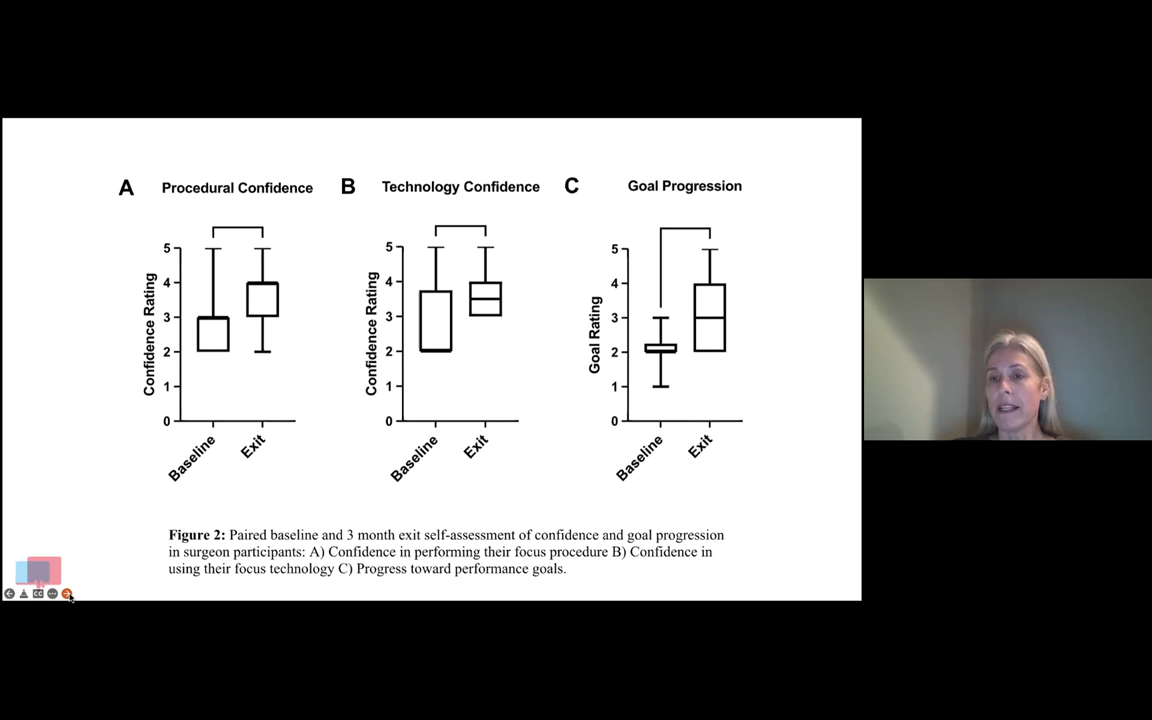 A Procedural Confidence
B Technology Confidence
C Goal Progression
Confidence Rating
5
4
3
2
1
0
Baseline
Exit
Confidence Rating
5
4
3
2
1
0
Baseline
Exit
Goal Rating
5
4
3
2
1
0
Baseline
Exit
Figure 2: Paired baseline and 3 month exit self-assessment of confidence and goal progression
in surgeon participants: A) Confidence in performing their focus procedure B) Confidence in
using their focus technology C) Progress toward performance goals.
CC